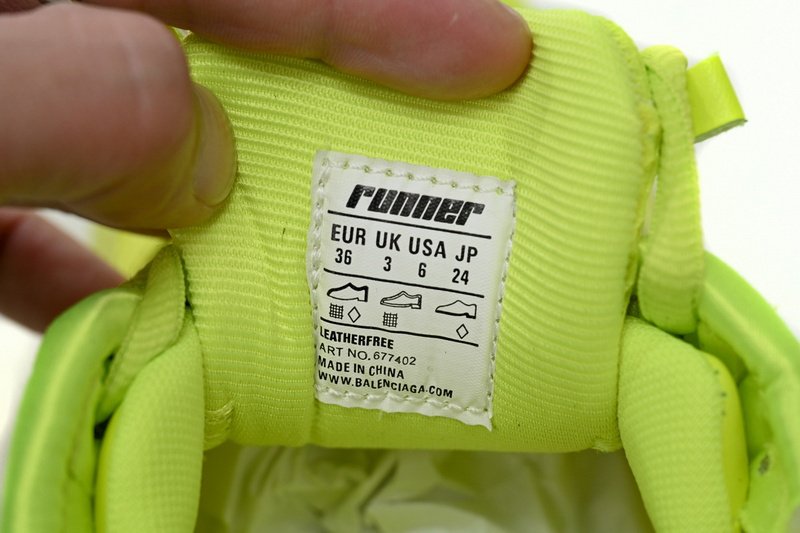 runner
EUR UK USA JP
36 3 6 24
LEATHERFREE
ART NO. 677402
MADE IN CHINA
WWW.BALENCIAGA.COM